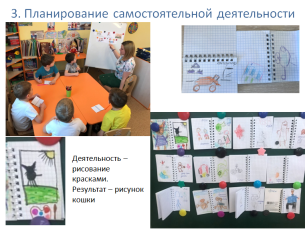 3. Планирование самостоятельной деятельности
Деятельность –
рисование
красками.
Результат – рисунок
кошки